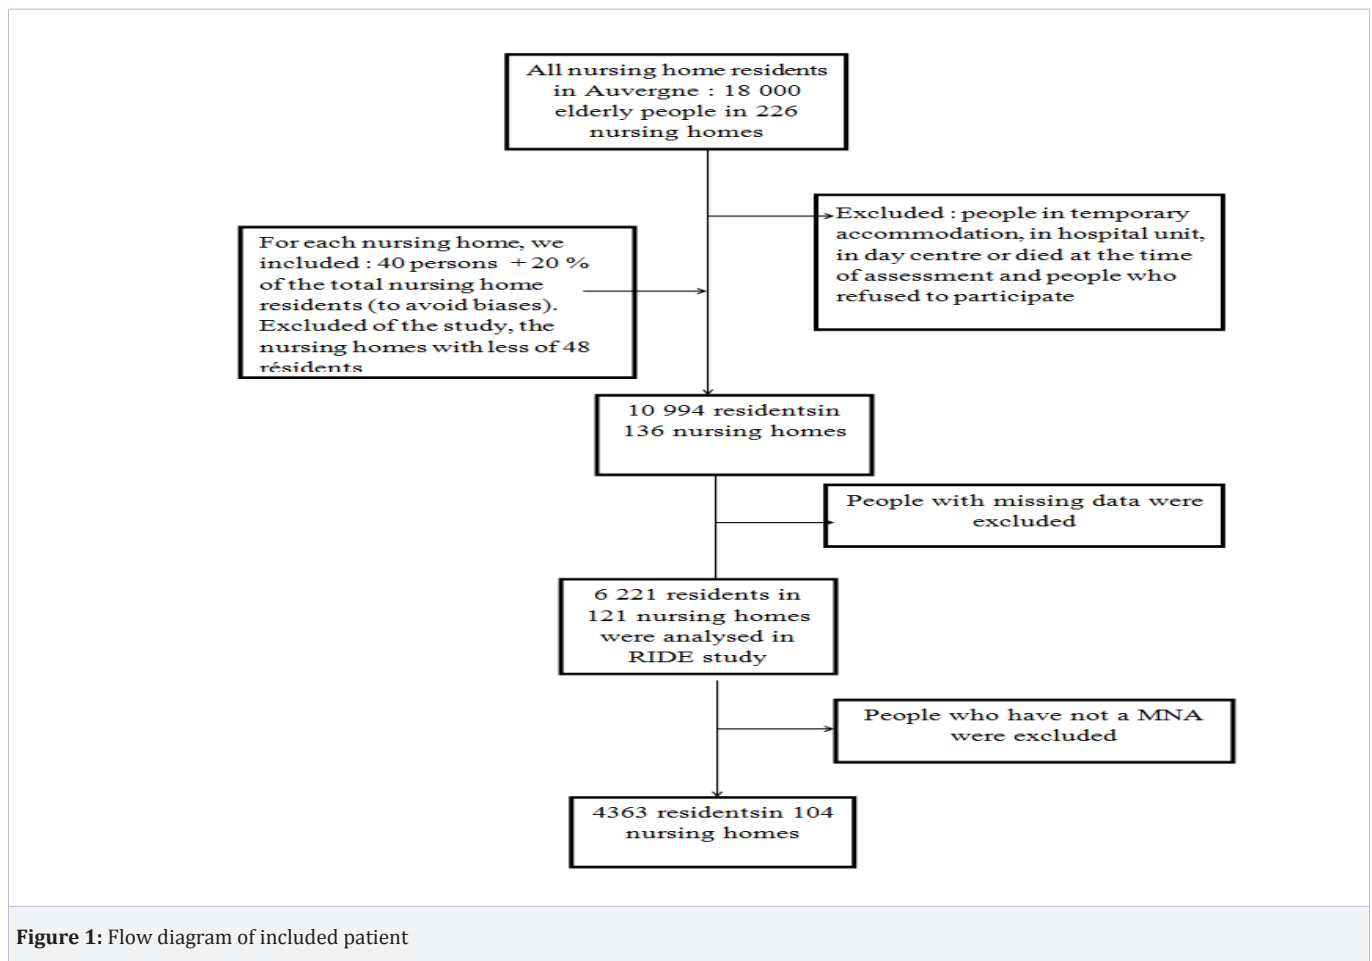 All nursing home residents
in Auvergne : 18 000
elderly people in 226
nursing homes
Excluded : people in temporary
accommodation, in hospital unit,
in day centre or died at the time
of assessment and people who
refused to participate
For each nursing home, we
included : 40 persons + 20 %
of the total nursing home
residents (to avoid biases).
Excluded of the study, the
nursing homes with less of 48
résidents
10 994 residentsin
136 nursing homes
People with missing data were
excluded
6 221 residents in
121 nursing homes
were analysed in
RIDE study
People who have not a MNA
were excluded
4363 residentsin 104
nursing homes
Figure 1: Flow diagram of included patient